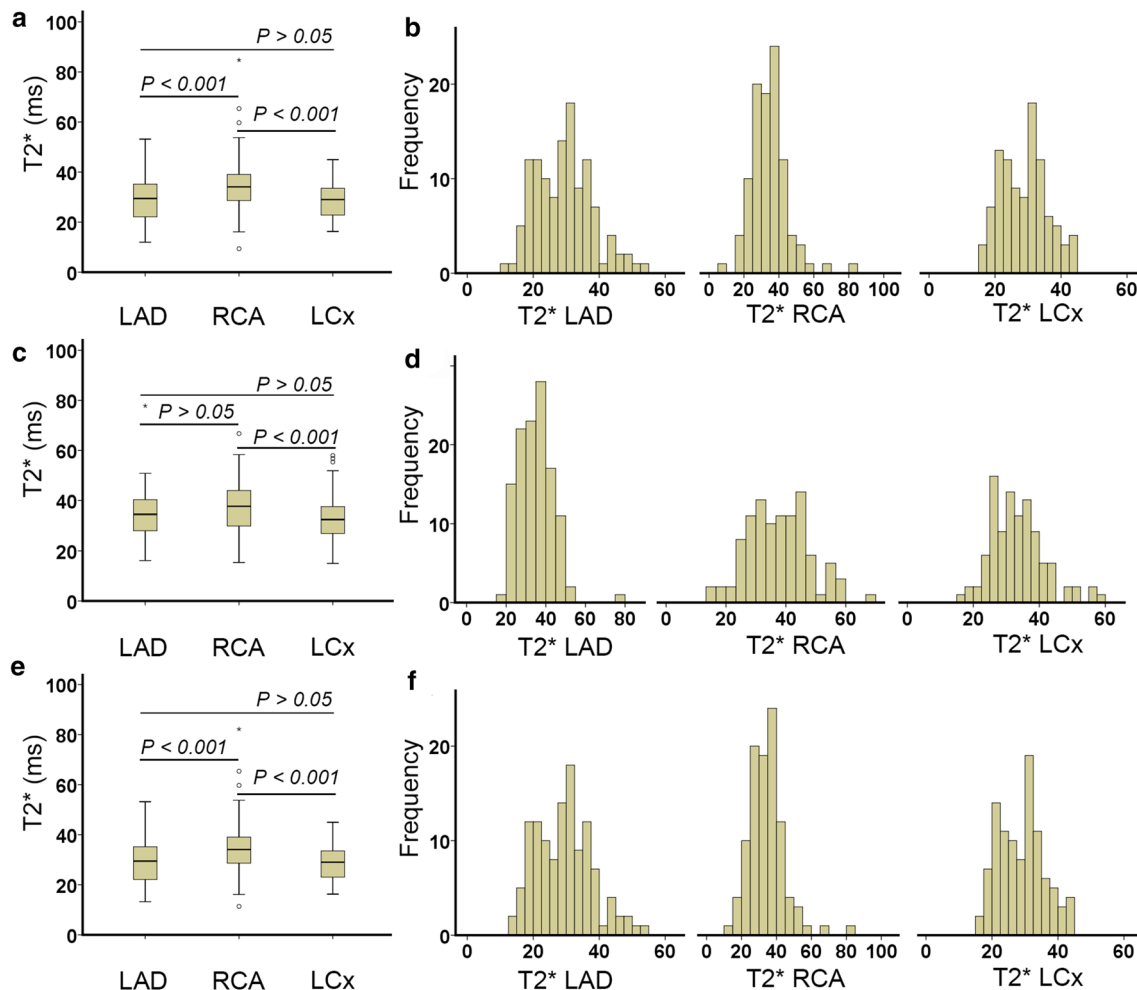 a
100
80
60
40
20
0
T2* (ms)
P > 0.05
*
P < 0.001
P < 0.001
LAD RCA LCx
b
20
10
0
Frequency
0 20 40 60
T2* LAD
0 20 40 60 80 100
T2* RCA
0 20 40 60
T2* LCx
c
100
80
60
40
20
0
T2* (ms)
P > 0.05
* P > 0.05
P < 0.001
LAD RCA LCx
d
20
10
0
Frequency
0 20 40 60 80
T2* LAD
0 20 40 60
T2* RCA
0 20 40 60
T2* LCx
e
100
80
60
40
20
0
T2* (ms)
P > 0.05
*
P < 0.001
P < 0.001
LAD RCA LCx
f
20
10
0
Frequency
0 20 40 60
T2* LAD
0 20 40 60 80 100
T2* RCA
0 20 40 60
T2* LCx